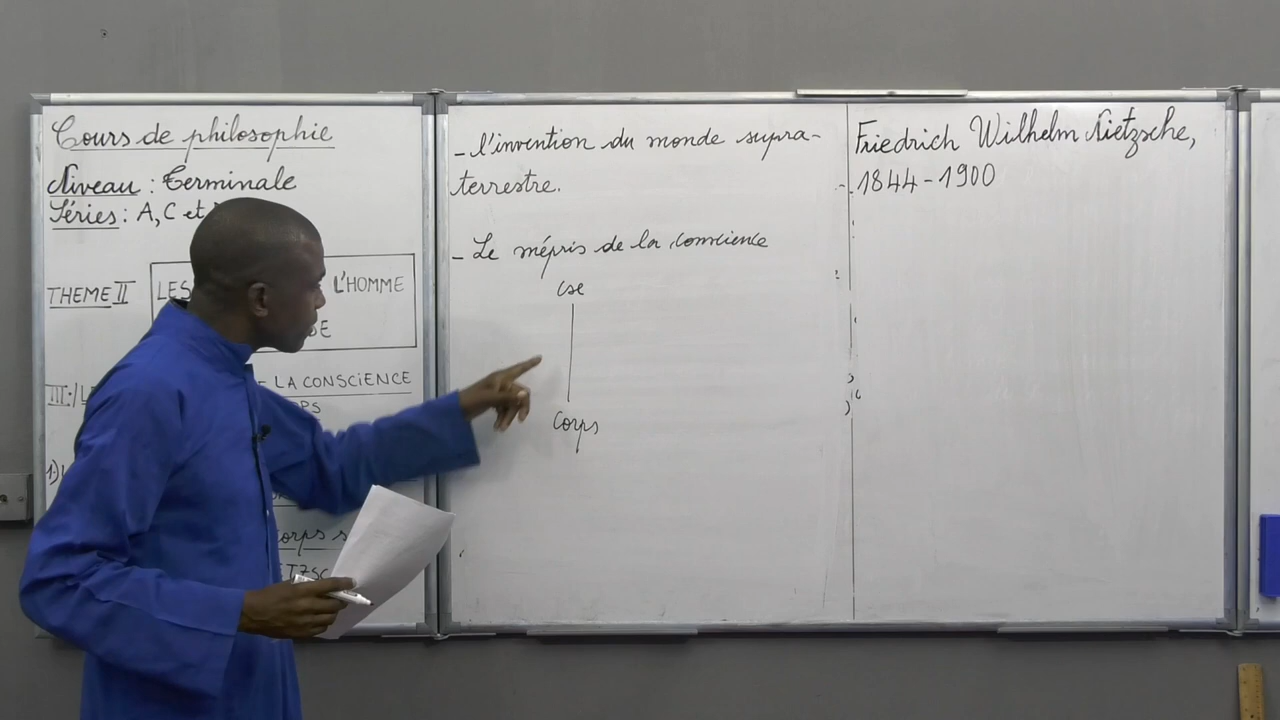 Cours de philosophie
Niveau : Terminale
Séries : A, C et
THEME II
LES L'HOMME
III:/
LA CONSCIENCE
1)
corps
- l'invention du monde supra-
terrestre.
- Le mépris de la conscience
Cse
Corps
Friedrich Wilhelm Nietzsche,
1844-1900